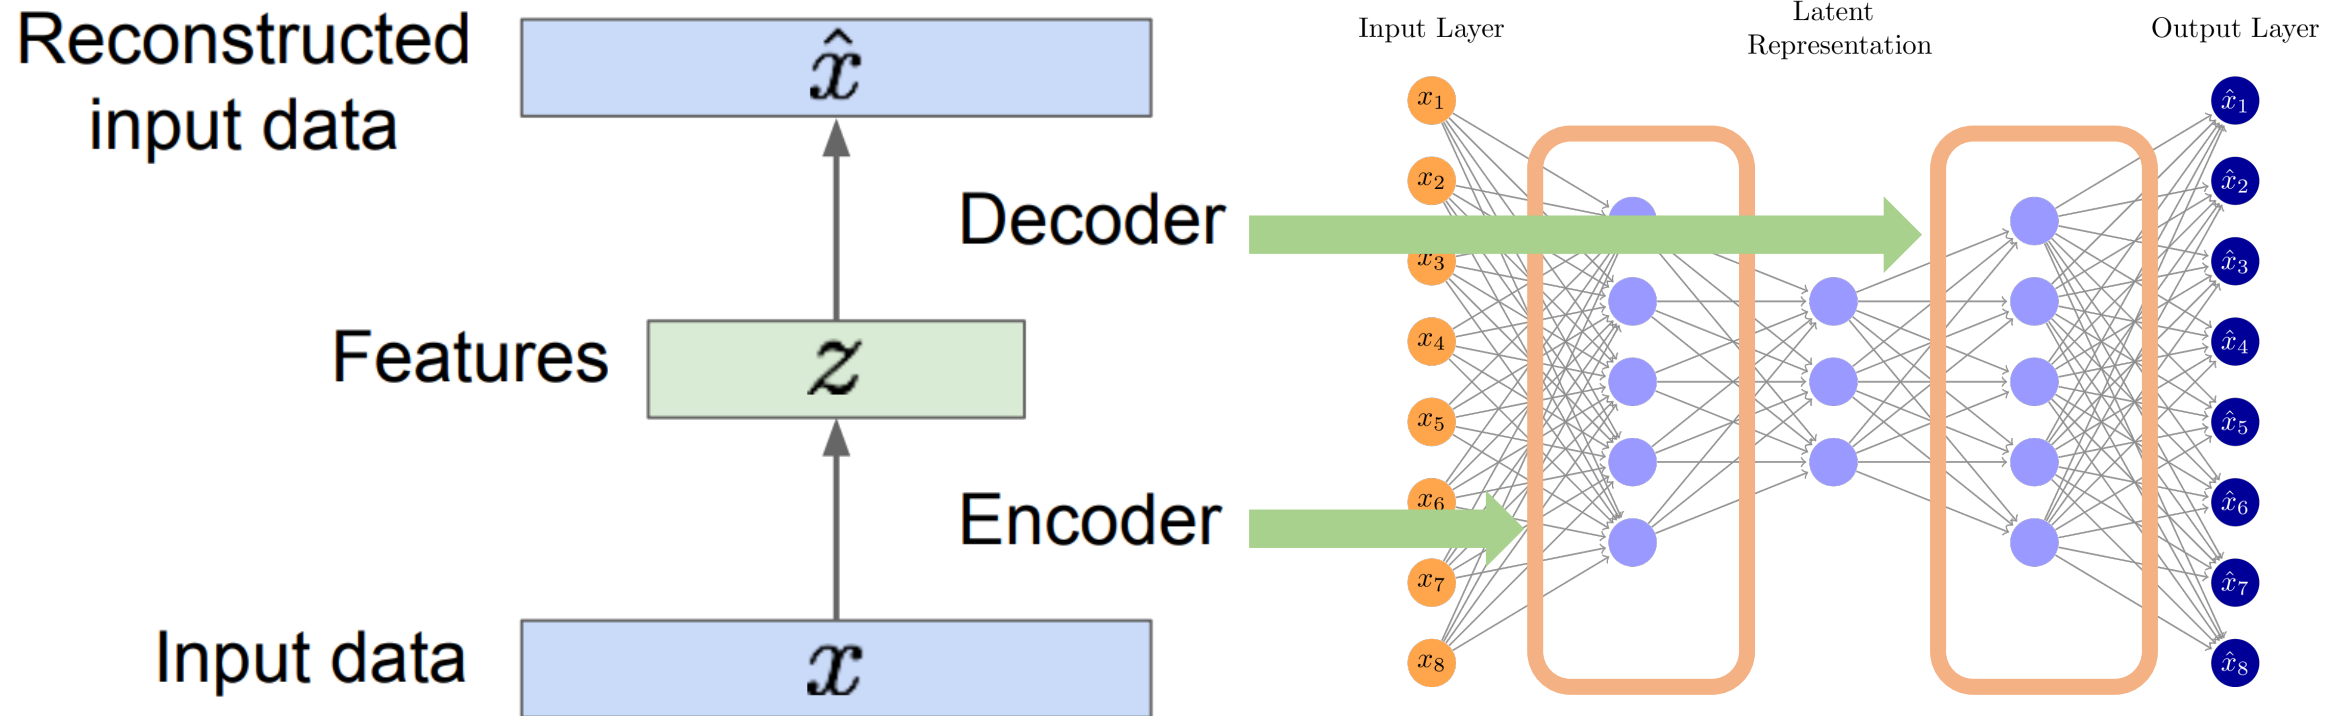 Reconstructed
input data
x̂
Decoder
Features
z
Encoder
Input data
x
Input Layer
Latent
Representation
Output Layer
x₁
x₂
x₃
x₄
x₅
x₆
x₇
x₈
x̂₁
x̂₂
x̂₃
x̂₄
x̂₅
x̂₆
x̂₇
x̂₈